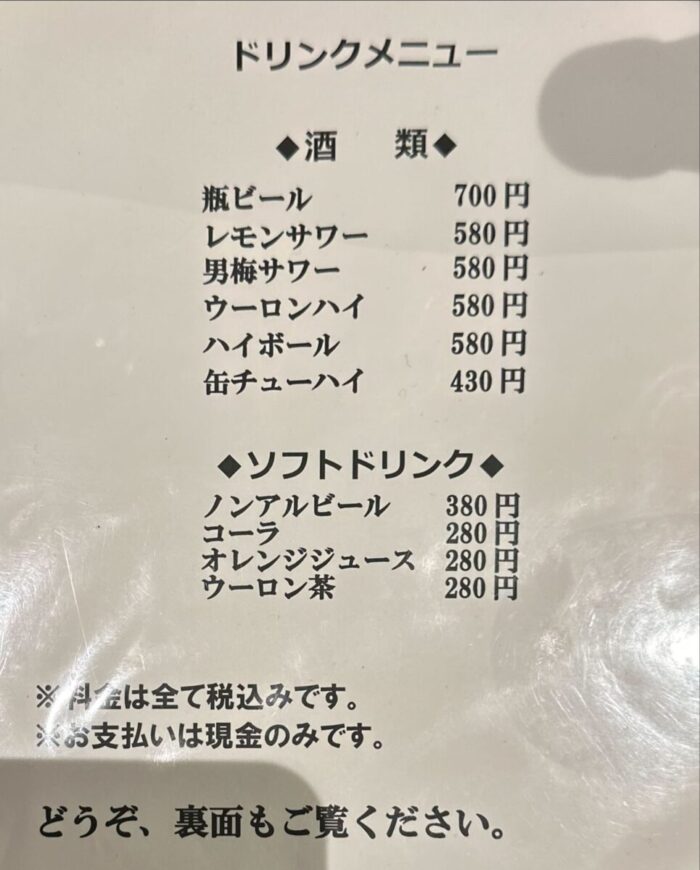 ドリンクメニュー
◆酒　類◆
瓶ビール 700円
レモンサワー 580円
男梅サワー 580円
ウーロンハイ 580円
ハイボール 580円
缶チューハイ 430円
◆ソフトドリンク◆
ノンアルビール 380円
コーラ 280円
オレンジジュース 280円
ウーロン茶 280円
※料金は全て税込みです。
※お支払いは現金のみです。
どうぞ、裏面もご覧ください。